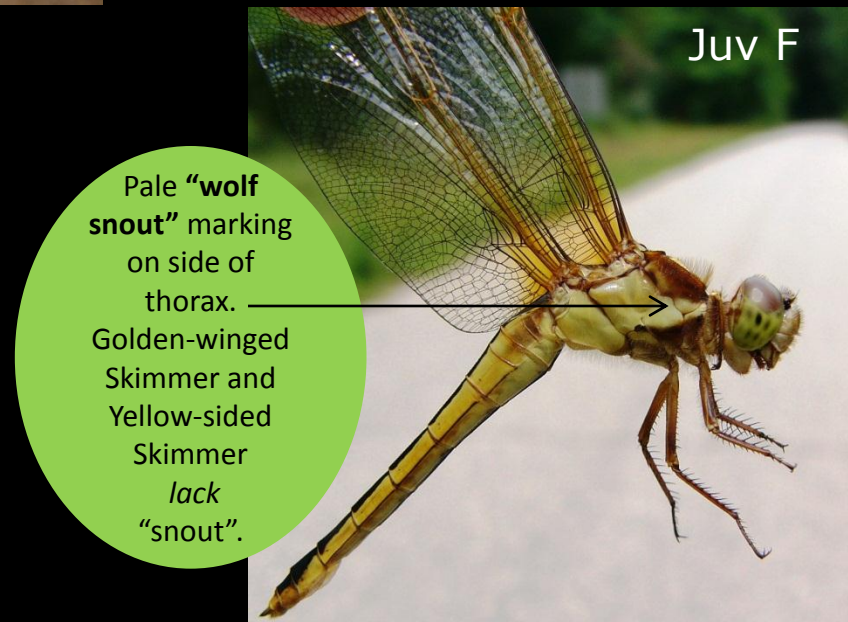 Juv F
Pale “wolf
snout” marking
on side of
thorax.
Golden-winged
Skimmer and
Yellow-sided
Skimmer
lack
“snout”.